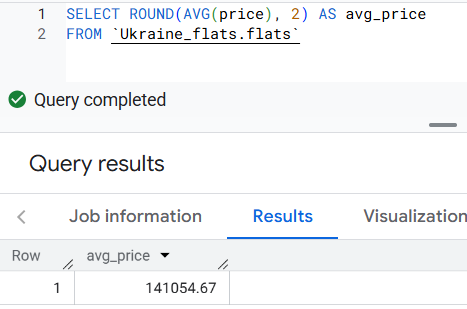 1 SELECT ROUND(AVG(price), 2) AS avg_price
2 FROM `Ukraine_flats.flats`
Query completed
Query results
Job information Results Visualization
Row avg_price
1 141054.67